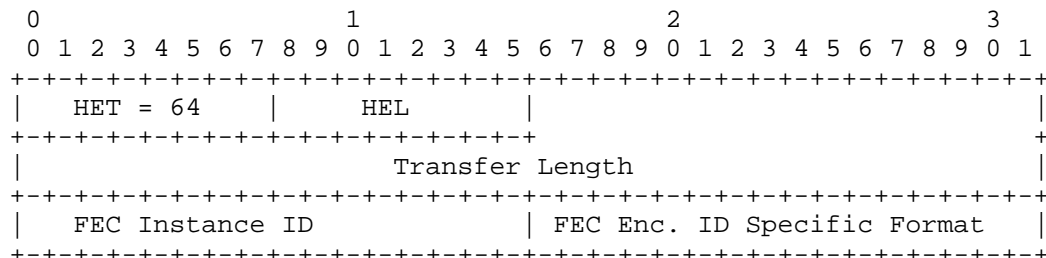 0                   1                   2                   3
 0 1 2 3 4 5 6 7 8 9 0 1 2 3 4 5 6 7 8 9 0 1 2 3 4 5 6 7 8 9 0 1
+-+-+-+-+-+-+-+-+-+-+-+-+-+-+-+-+-+-+-+-+-+-+-+-+-+-+-+-+-+-+-+-+
|   HET = 64    |     HEL       |                               |
+-+-+-+-+-+-+-+-+-+-+-+-+-+-+-+-+                               +
|                       Transfer Length                         |
+-+-+-+-+-+-+-+-+-+-+-+-+-+-+-+-+-+-+-+-+-+-+-+-+-+-+-+-+-+-+-+-+
|   FEC Instance ID             | FEC Enc. ID Specific Format   |
+-+-+-+-+-+-+-+-+-+-+-+-+-+-+-+-+-+-+-+-+-+-+-+-+-+-+-+-+-+-+-+-+